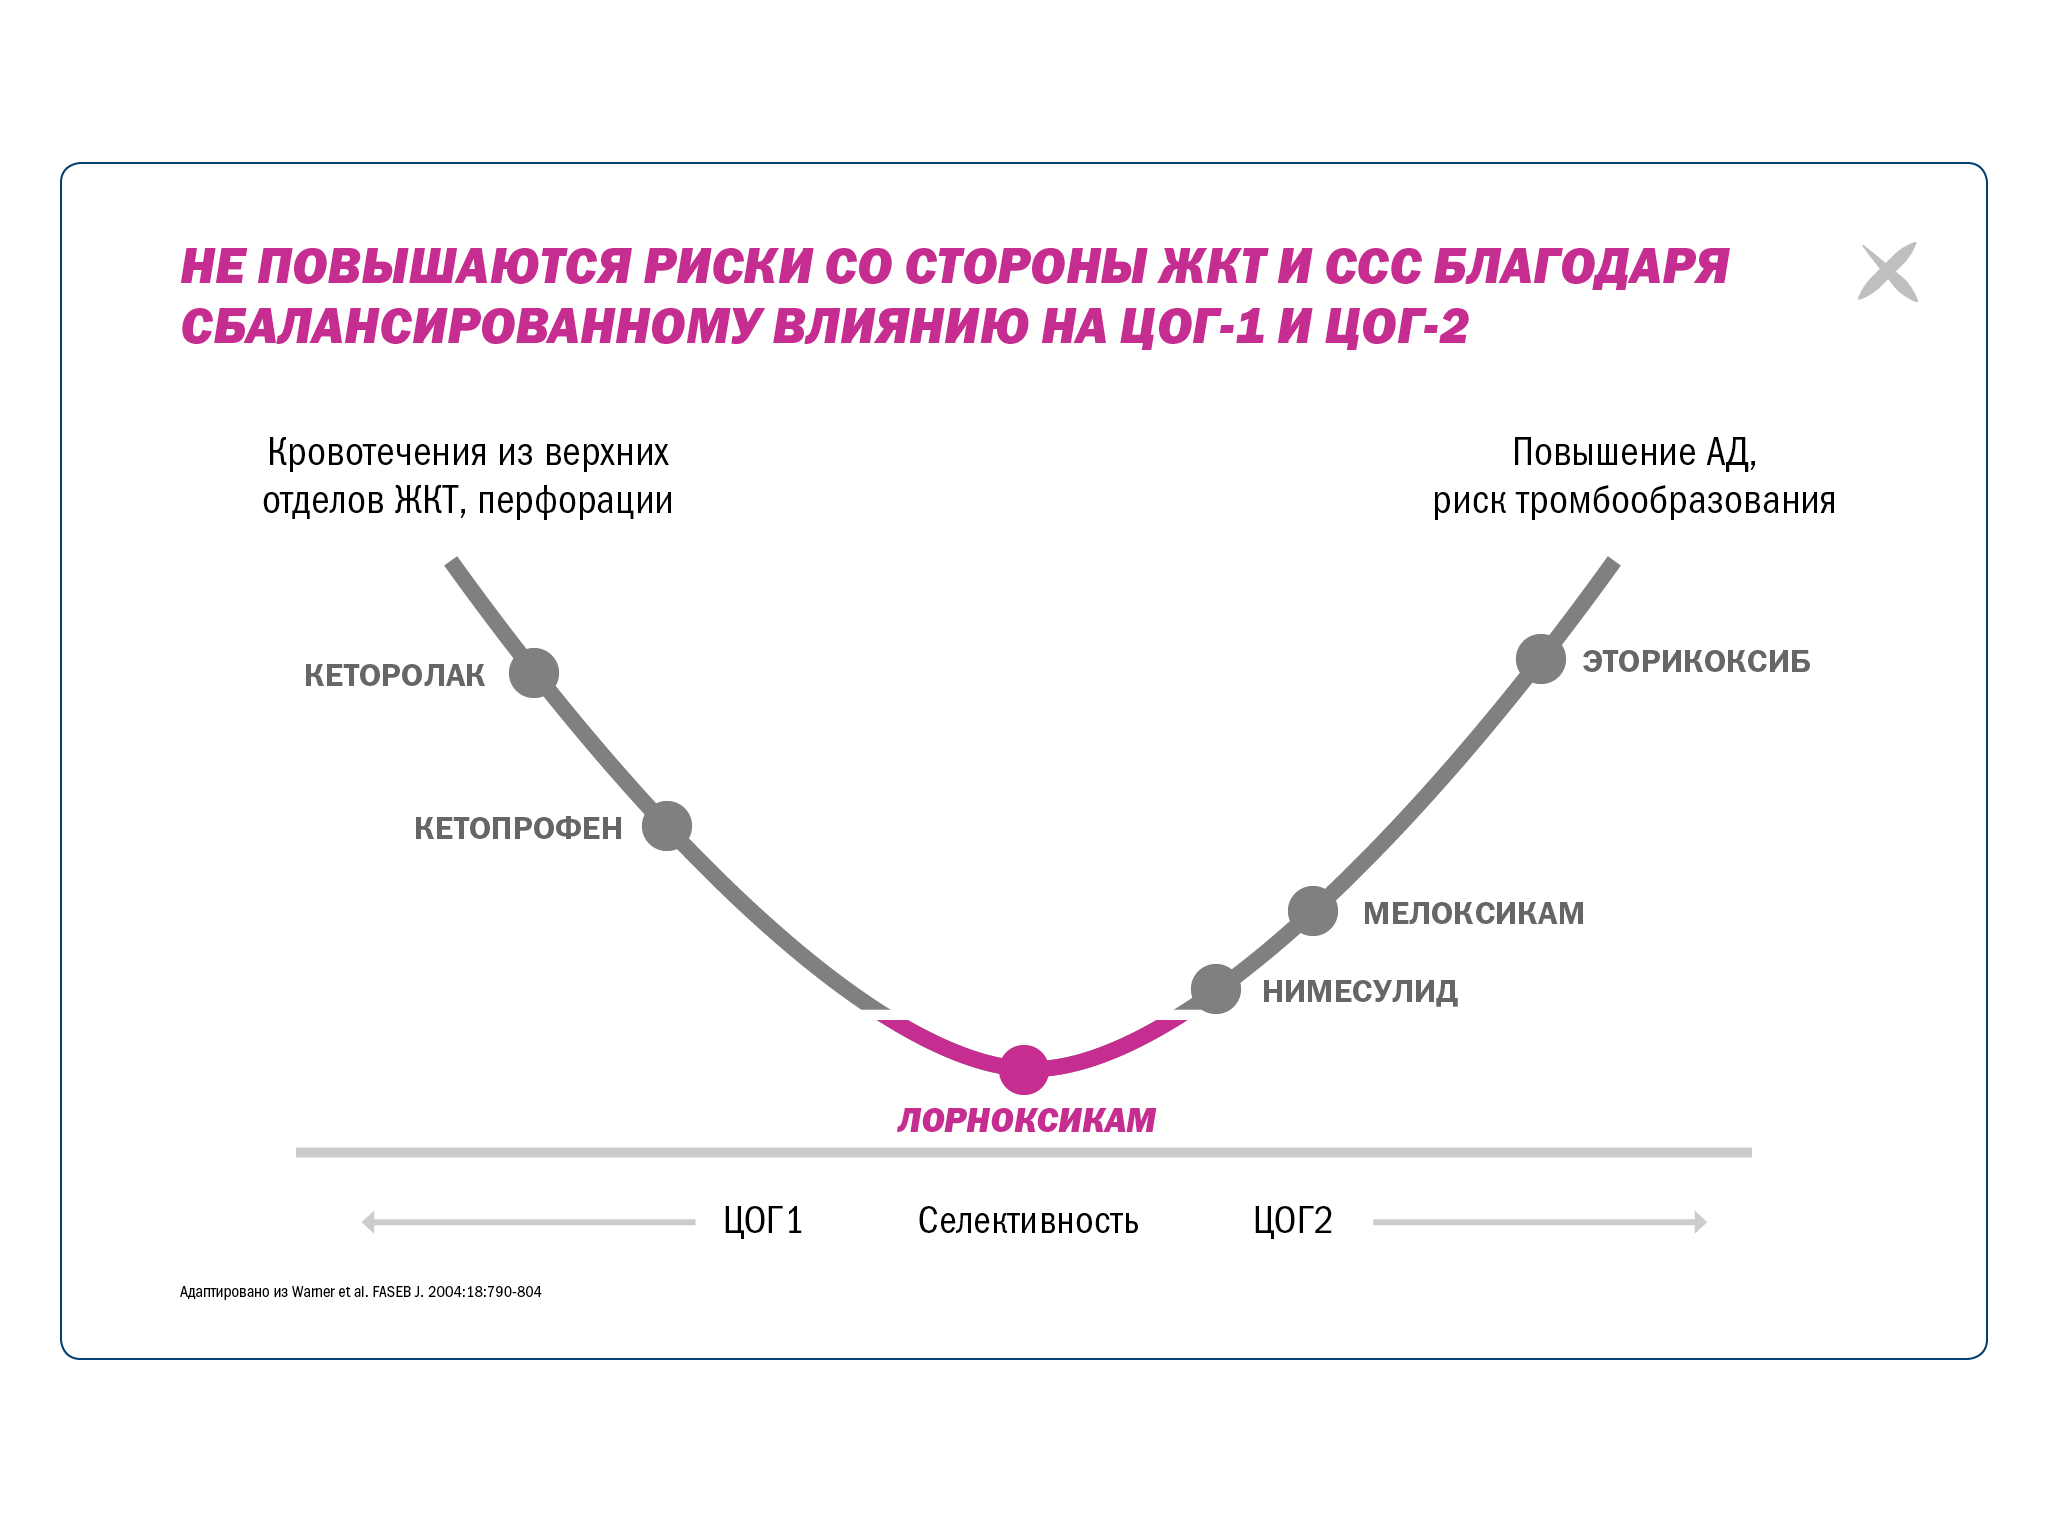 НЕ ПОВЫШАЮТСЯ РИСКИ СО СТОРОНЫ ЖКТ И ССС БЛАГОДАРЯ
СБАЛАНСИРОВАННОМУ ВЛИЯНИЮ НА ЦОГ-1 И ЦОГ-2
Кровотечения из верхних
отделов ЖКТ, перфорации
Повышение АД,
риск тромбообразования
КЕТОРОЛАК
ЭТОРИКОКСИБ
КЕТОПРОФЕН
МЕЛОКСИКАМ
НИМЕСУЛИД
ЛОРНОКСИКАМ
ЦОГ1 Селективность ЦОГ2
Адаптировано из Warner et al. FASEB J. 2004:18:790-804